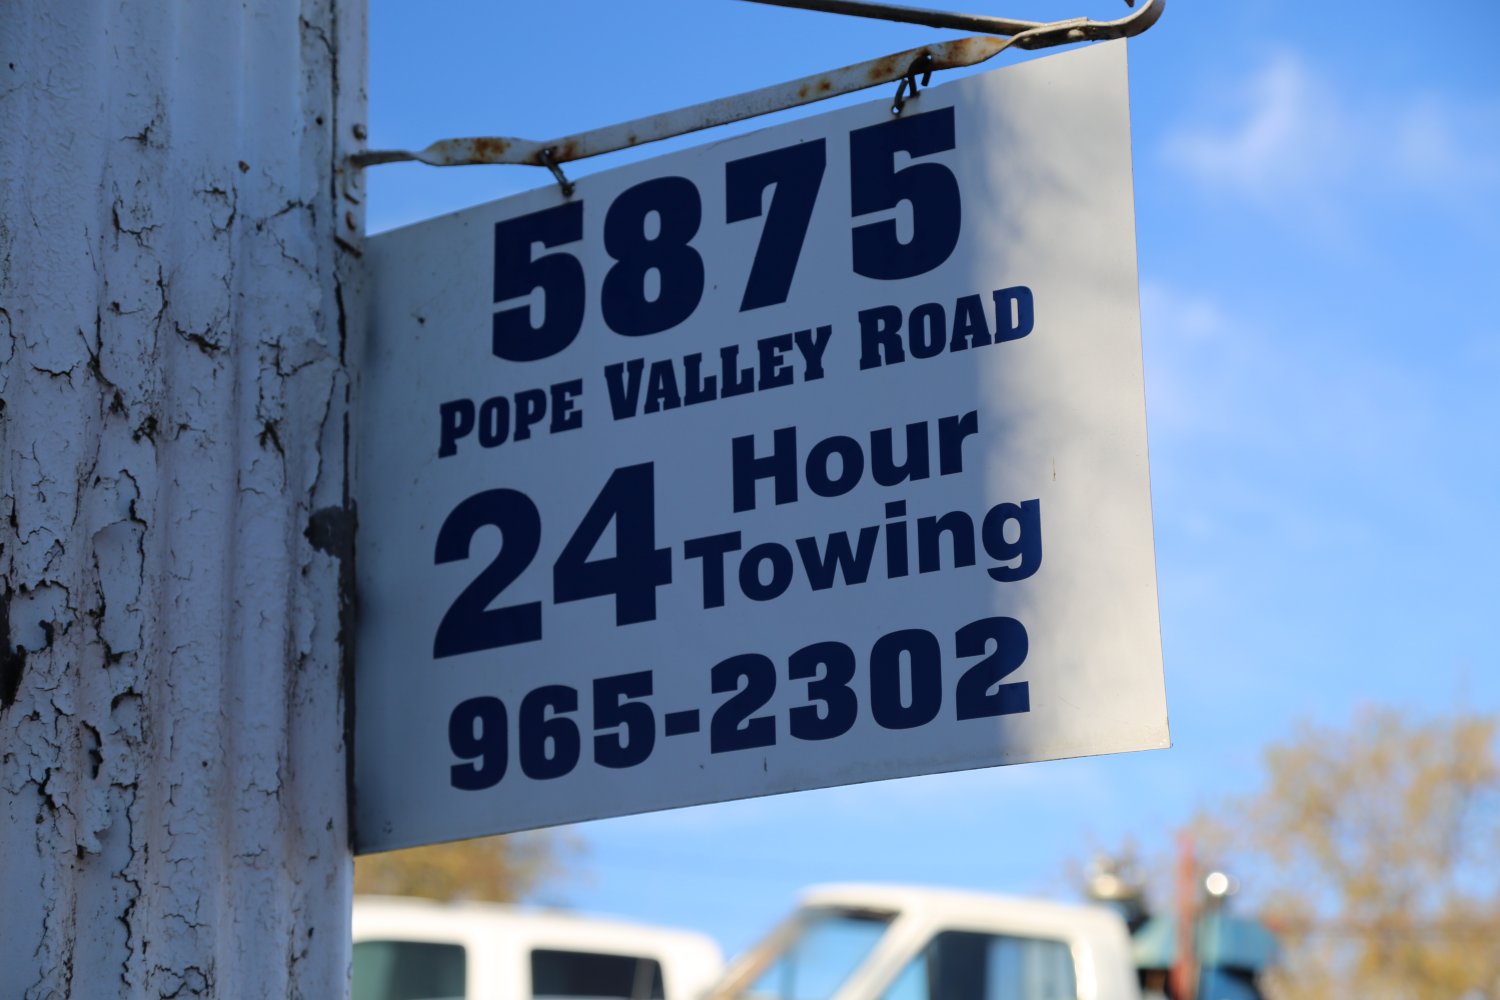 5875
POPE VALLEY ROAD
24 Hour
Towing
965-2302